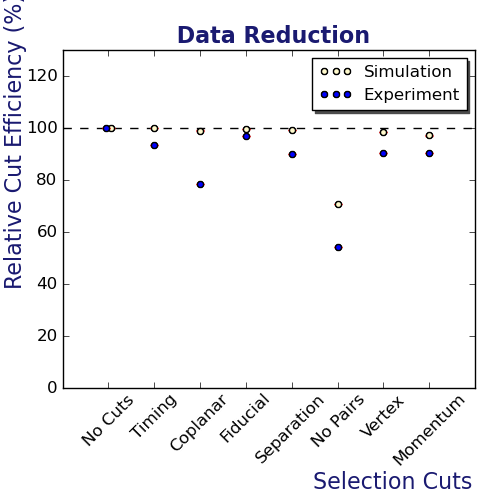 Data Reduction
Relative Cut Efficiency (%)
Simulation
Experiment
120
100
80
60
40
20
0
No Cuts
Timing
Coplanar
Fiducial
Separation
No Pairs
Vertex
Momentum
Selection Cuts